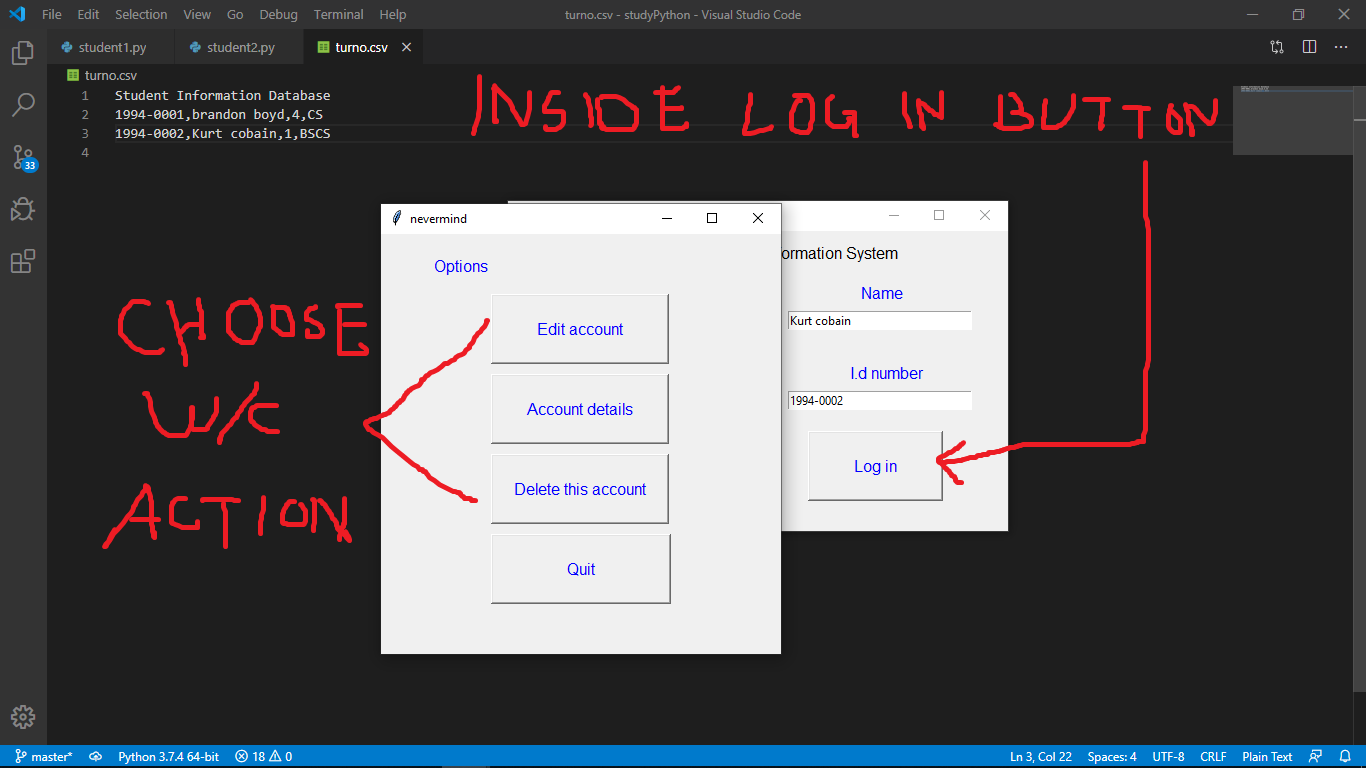 File Edit Selection View Go Debug Terminal Help turno.csv - studyPython - Visual Studio Code
student1.py student2.py turno.csv
turno.csv
1 Student Information Database
2 1994-0001,brandon boyd,4,CS
3 1994-0002,Kurt cobain,1,BSCS
4
INSIDE LOG IN BUTTON
nevermind
Options
Edit account
Account details
Delete this account
Quit
ormation System
Name
Kurt cobain
I.d number
1994-0002
Log in
CHOOSE
W/C
ACTION
33
master* Python 3.7.4 64-bit 18 0 Ln 3, Col 22 Spaces: 4 UTF-8 CRLF Plain Text